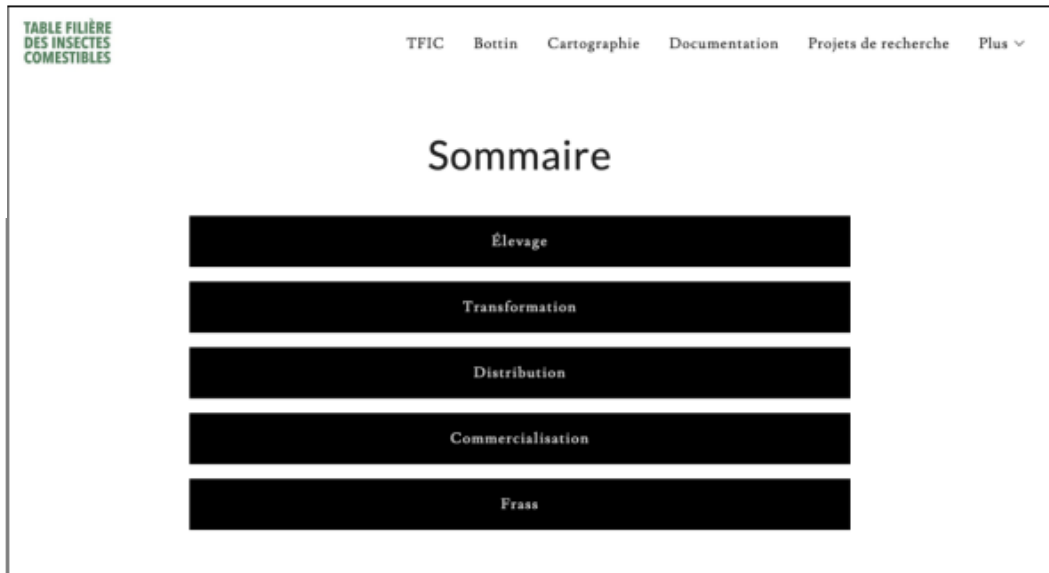 TABLE FILIÈRE
DES INSECTES
COMESTIBLES
TFIC Bottin Cartographie Documentation Projets de recherche Plus
Sommaire
Élevage
Transformation
Distribution
Commercialisation
Frass